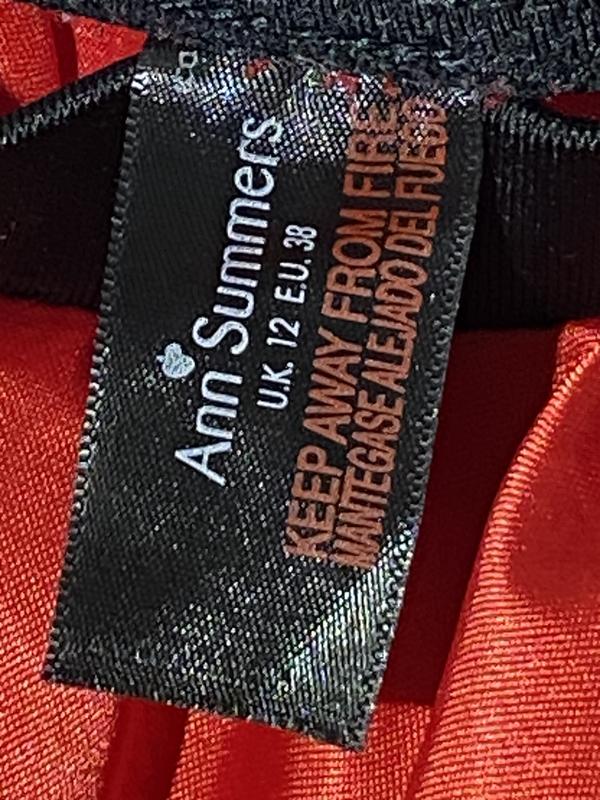 Ann Summers
U.K. 12 E.U. 38
KEEP AWAY FROM FIRE
MANTEGASE ALEJADO DEL FUEGO